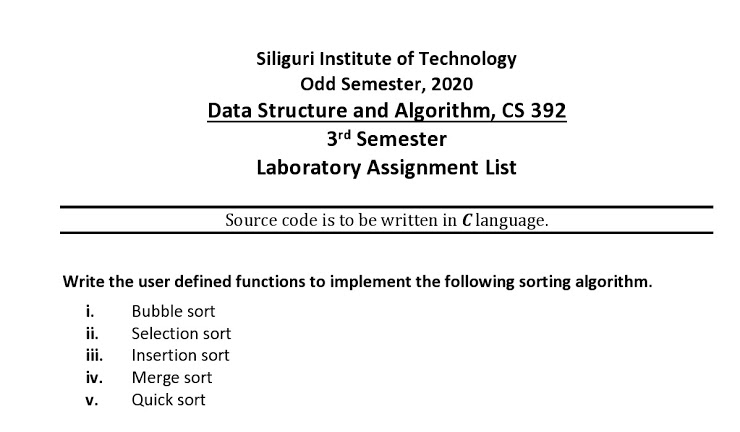 Siliguri Institute of Technology
Odd Semester, 2020
Data Structure and Algorithm, CS 392
3rd Semester
Laboratory Assignment List
Source code is to be written in C language.
Write the user defined functions to implement the following sorting algorithm.
i. Bubble sort
ii. Selection sort
iii. Insertion sort
iv. Merge sort
v. Quick sort